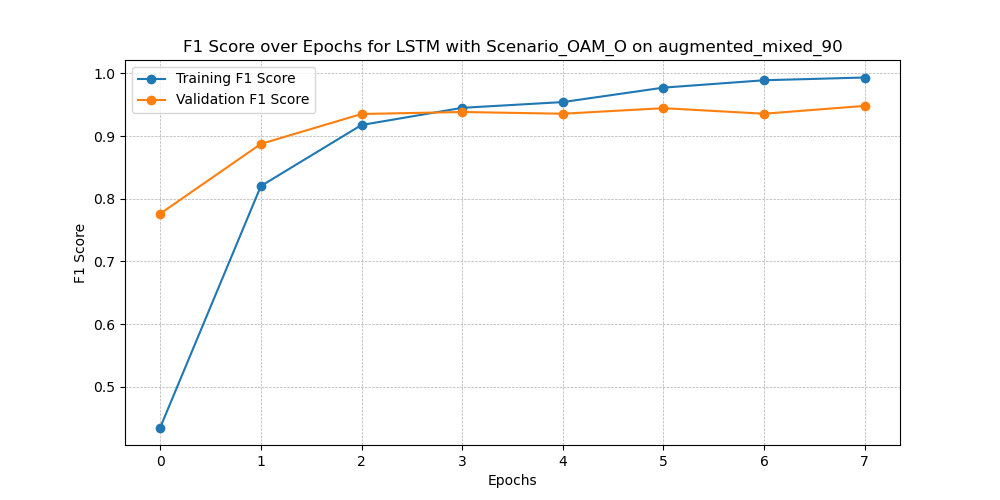 F1 Score over Epochs for LSTM with Scenario_OAM_O on augmented_mixed_90
Training F1 Score
Validation F1 Score
F1 Score
1.0
0.9
0.8
0.7
0.6
0.5
0 1 2 3 4 5 6 7
Epochs